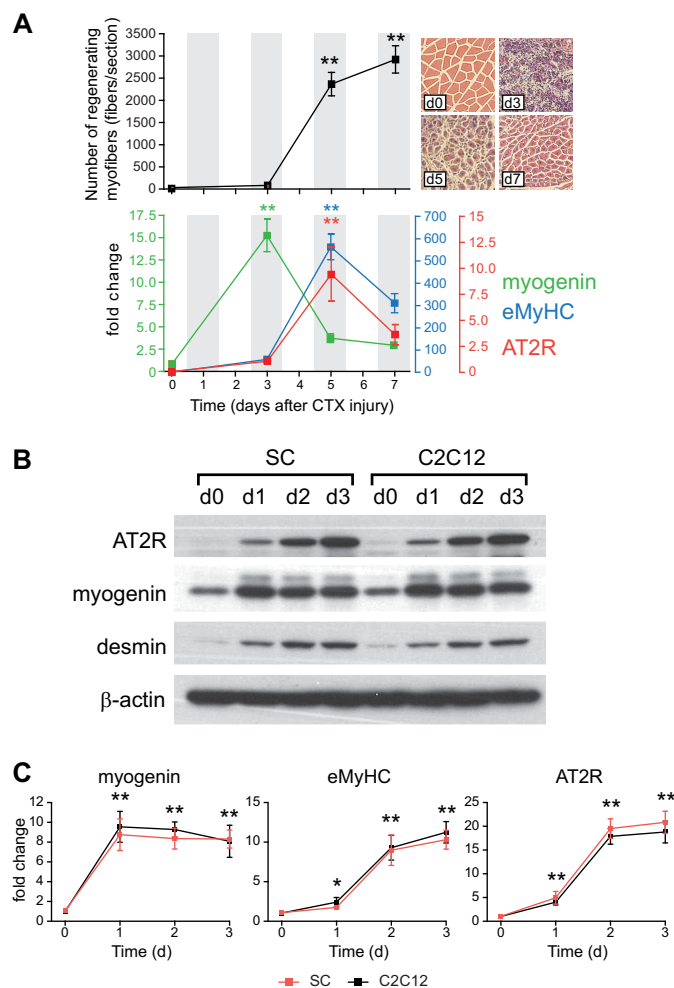 A
Number of regenerating
myofibers (fibers/section)
3500
3000
2500
2000
1500
1000
500
0
**
**
d0
d3
d5
d7
fold change
17.5
15.0
12.5
10.0
7.5
5.0
2.5
0
**
**
**
700
600
500
400
300
200
100
0
15
12.5
10.0
7.5
5.0
2.5
0
myogenin
eMyHC
AT2R
0 1 2 3 4 5 6 7
Time (days after CTX injury)
B
SC C2C12
d0 d1 d2 d3 d0 d1 d2 d3
AT2R
myogenin
desmin
β-actin
C
myogenin
fold change
12
10
8
6
4
2
0
** ** **
0 1 2 3
Time (d)
eMyHC
15
10
5
0
* ** **
0 1 2 3
Time (d)
AT2R
25
20
15
10
5
0
** ** **
0 1 2 3
Time (d)
SC C2C12